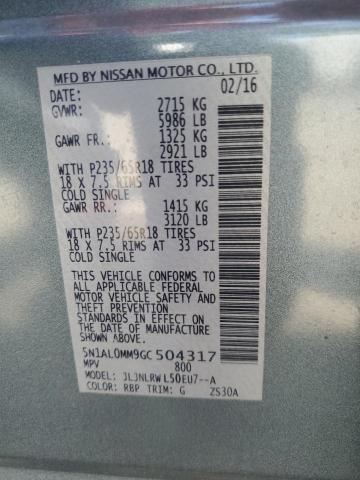 MFD BY NISSAN MOTOR CO., LTD.
DATE: 02/16
GVWR: 2715 KG
5986 LB
GAWR FR.: 1325 KG
2921 LB
WITH P235/65R18 TIRES
18 X 7.5 RIMS AT 33 PSI
COLD SINGLE
GAWR RR.: 1415 KG
3120 LB
WITH P235/65R18 TIRES
18 X 7.5 RIMS AT 33 PSI
COLD SINGLE
THIS VEHICLE CONFORMS TO
ALL APPLICABLE FEDERAL
MOTOR VEHICLE SAFETY
AND THEFT PREVENTION
STANDARDS IN EFFECT ON
THE DATE OF MANUFACTURE
SHOWN ABOVE.
5N1AL0MM9GC504317
MPV 800
MODEL: JLJNLRWL50EU7--A
COLOR: RBP TRIM: G ZS30A